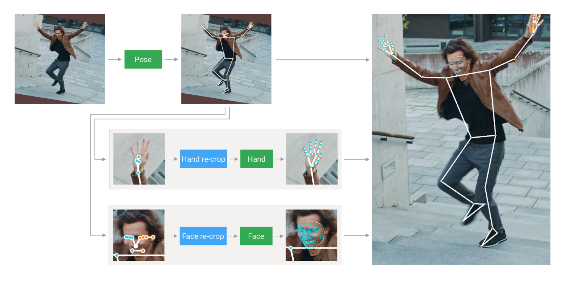 Pose
Hand re-crop
Hand
Face re-crop
Face